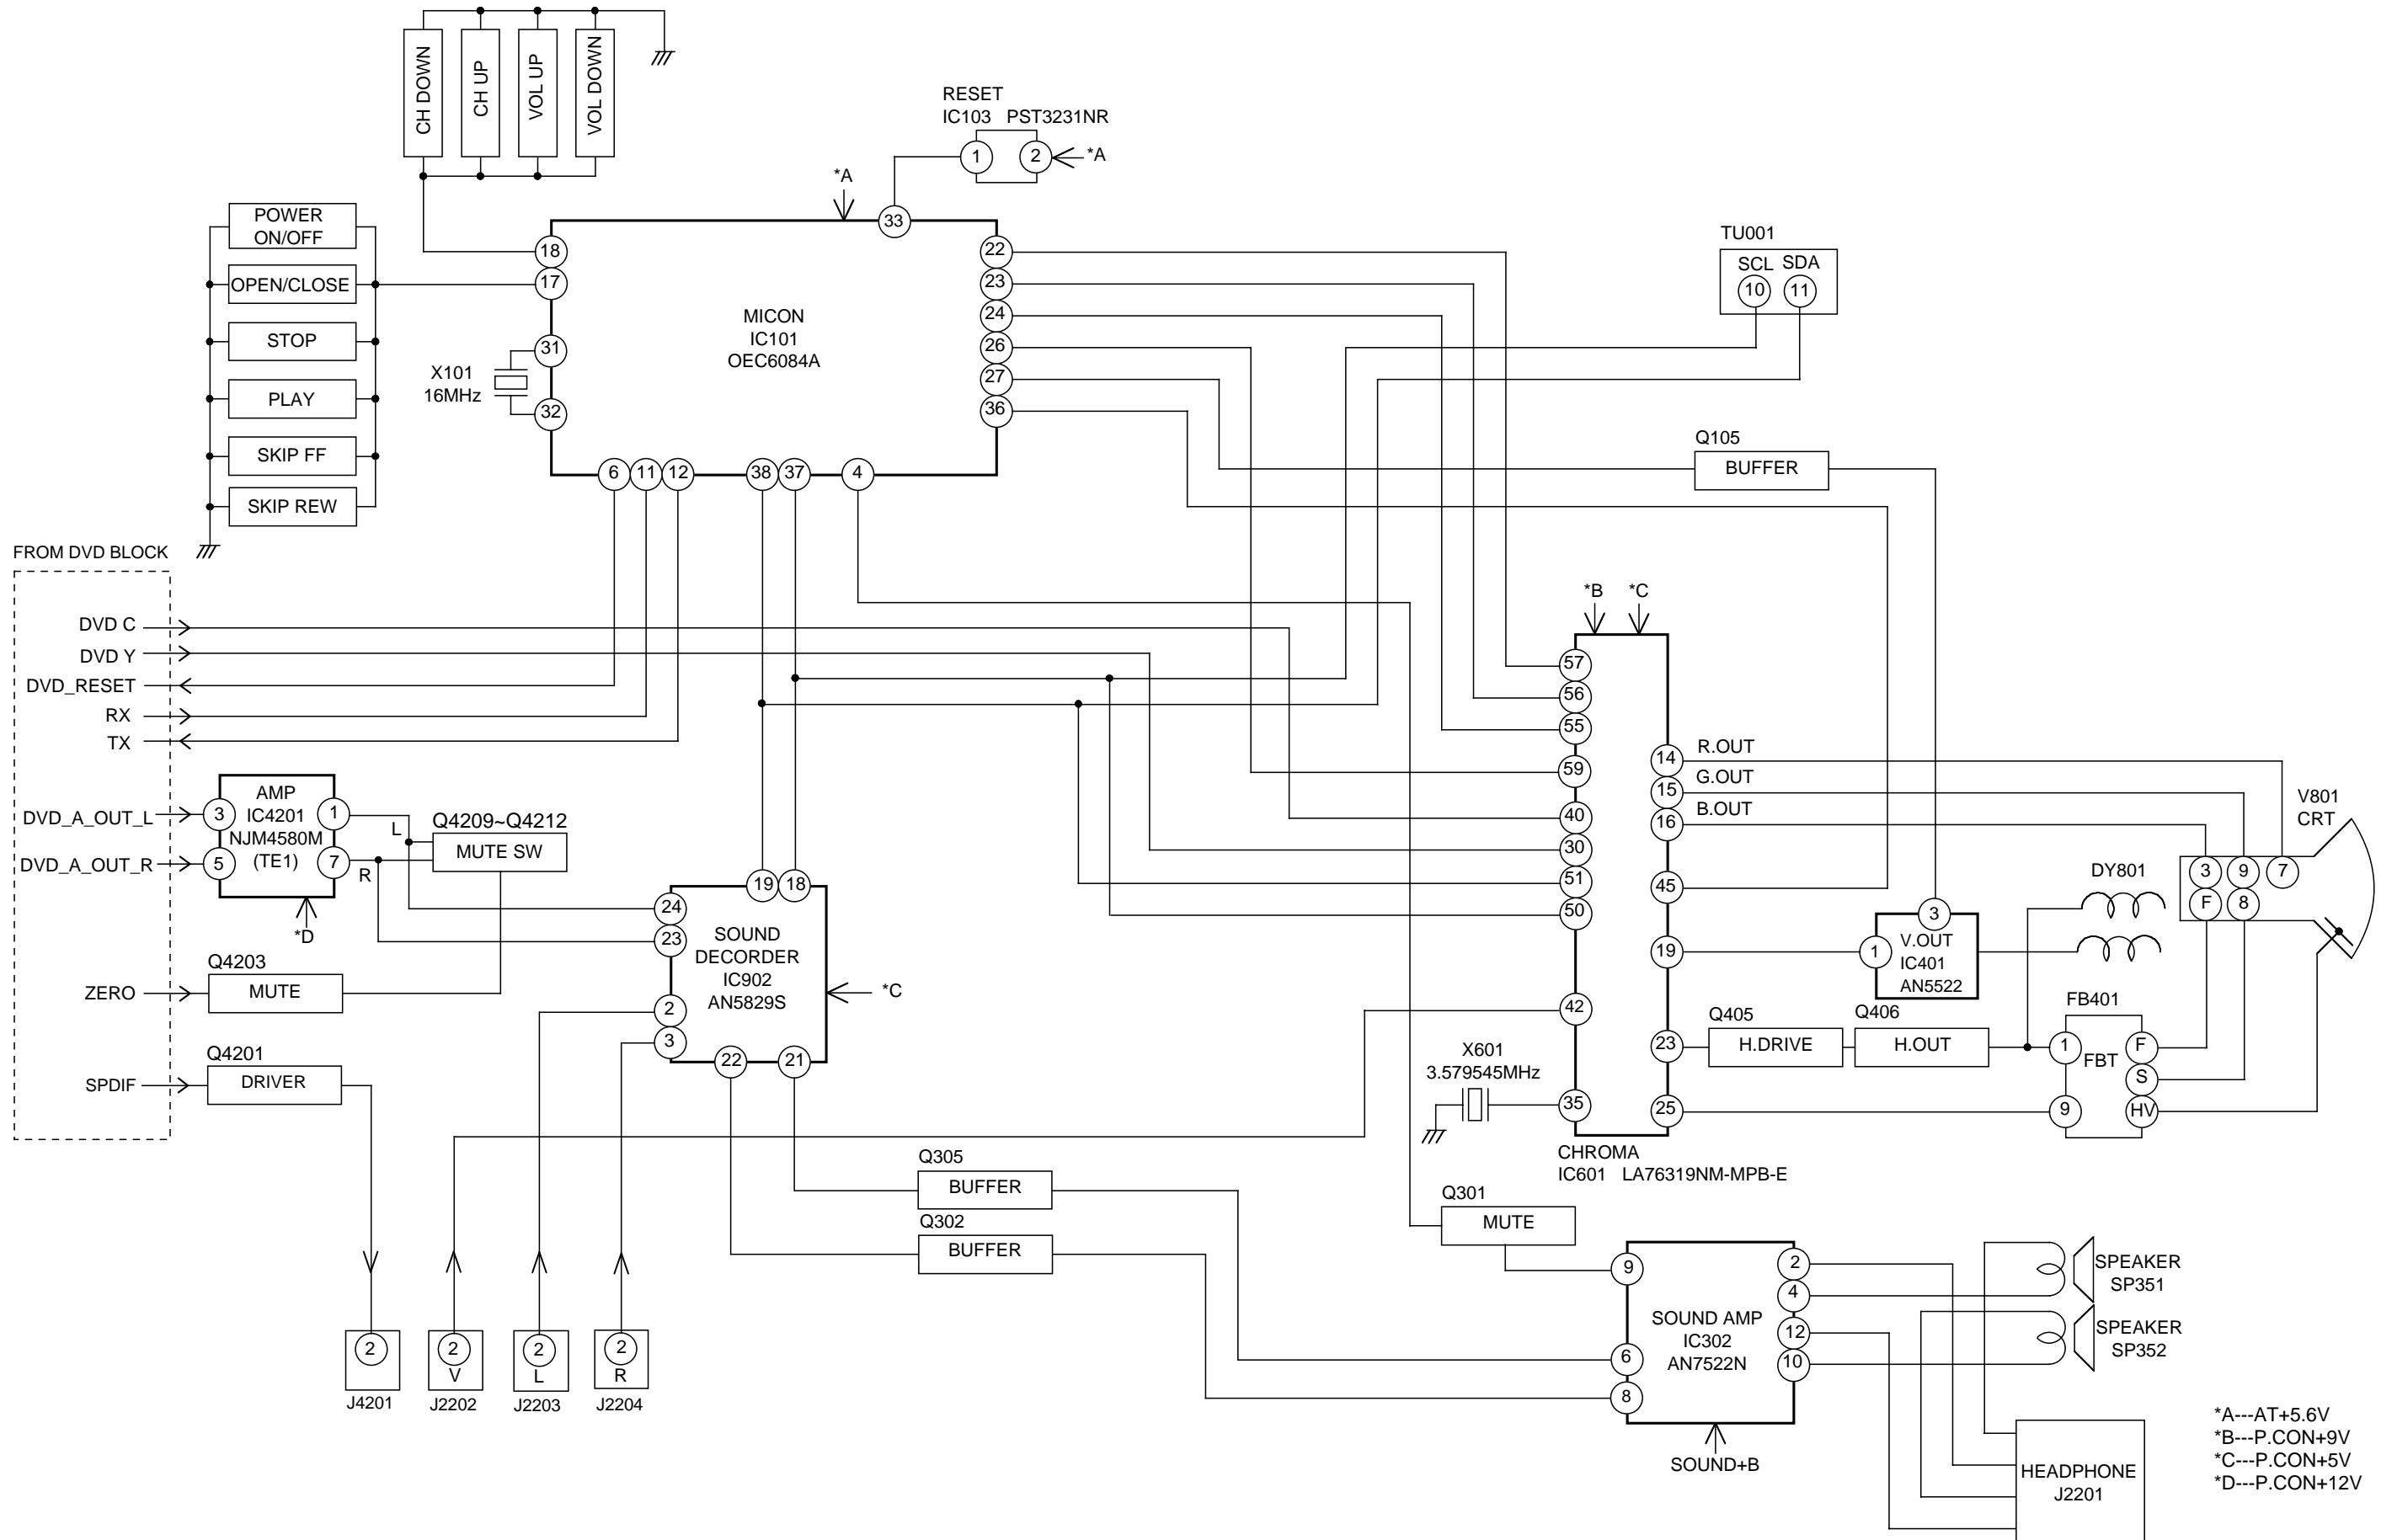 CH DOWN
CH UP
VOL UP
VOL DOWN
RESET
IC103 PST3231NR
1
2
*A
*A
33
POWER
ON/OFF
OPEN/CLOSE
STOP
PLAY
SKIP FF
SKIP REW
18
17
31
32
X101
16MHz
MICON
IC101
OEC6084A
22
23
24
26
27
36
6
11
12
38
37
4
TU001
SCL SDA
10
11
Q105
BUFFER
FROM DVD BLOCK
DVD C
DVD Y
DVD_RESET
RX
TX
DVD_A_OUT_L
DVD_A_OUT_R
ZERO
SPDIF
3
5
AMP
IC4201
NJM4580M
(TE1)
1
7
L
R
*D
Q4209~Q4212
MUTE SW
Q4203
MUTE
Q4201
DRIVER
19
18
24
23
2
3
22
21
SOUND
DECORDER
IC902
AN5829S
*C
*B
*C
57
56
55
59
40
30
51
50
42
35
X601
3.579545MHz
14
15
16
45
19
23
25
R.OUT
G.OUT
B.OUT
CHROMA
IC601 LA76319NM-MPB-E
3
1
V.OUT
IC401
AN5522
DY801
V801
CRT
3
9
7
F
8
Q405
H.DRIVE
Q406
H.OUT
FB401
1
FBT
9
F
S
HV
Q305
BUFFER
Q302
BUFFER
Q301
MUTE
9
6
8
SOUND AMP
IC302
AN7522N
2
4
12
10
SOUND+B
SPEAKER
SP351
SPEAKER
SP352
HEADPHONE
J2201
2
J4201
2
V
J2202
2
L
J2203
2
R
J2204
*A---AT+5.6V
*B---P.CON+9V
*C---P.CON+5V
*D---P.CON+12V